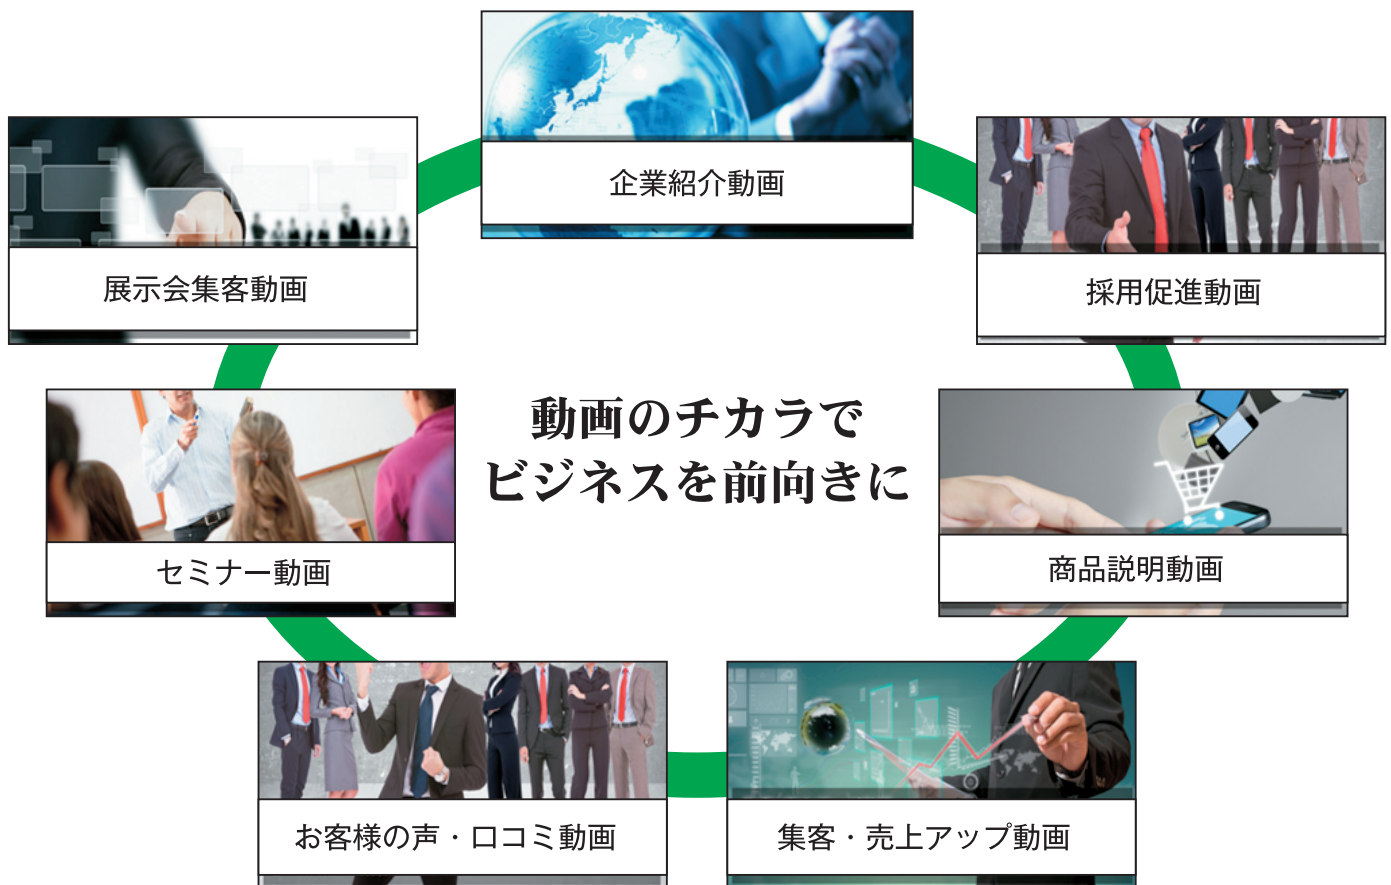 企業紹介動画
展示会集客動画
採用促進動画
動画のチカラで
ビジネスを前向きに
セミナー動画
商品説明動画
お客様の声・口コミ動画
集客・売上アップ動画